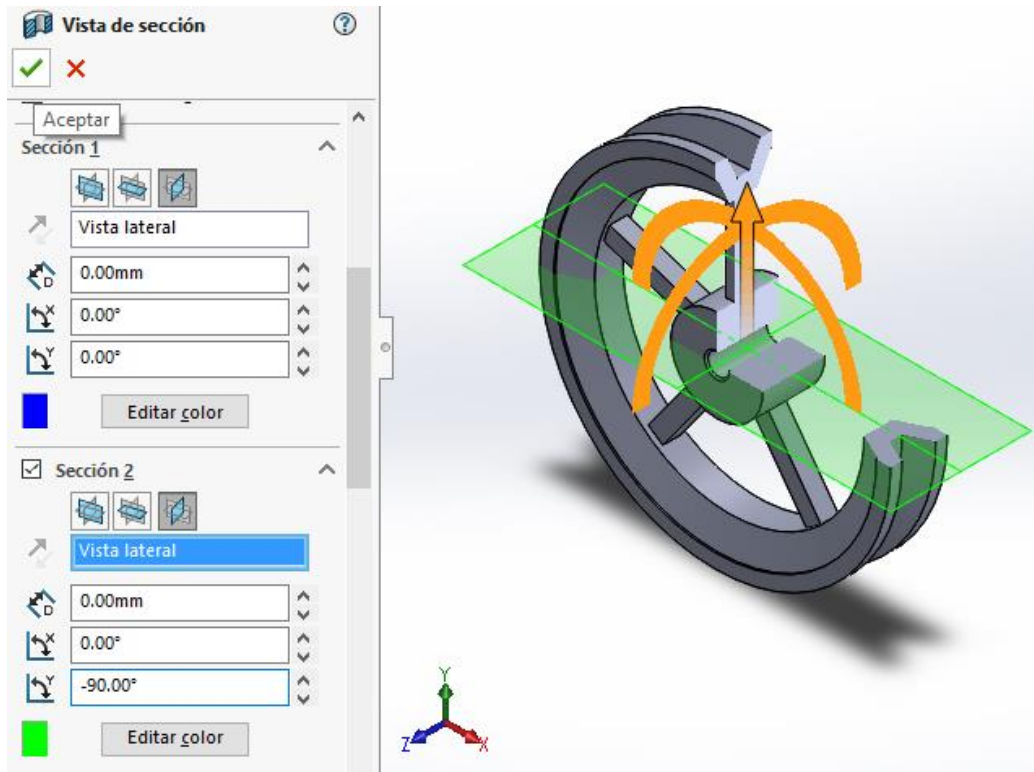 Vista de sección
Aceptar
Sección 1
Vista lateral
D
0.00mm
X
0.00°
Y
0.00°
Editar color
Sección 2
Vista lateral
D
0.00mm
X
0.00°
Y
-90.00°
Editar color
Y
Z
X